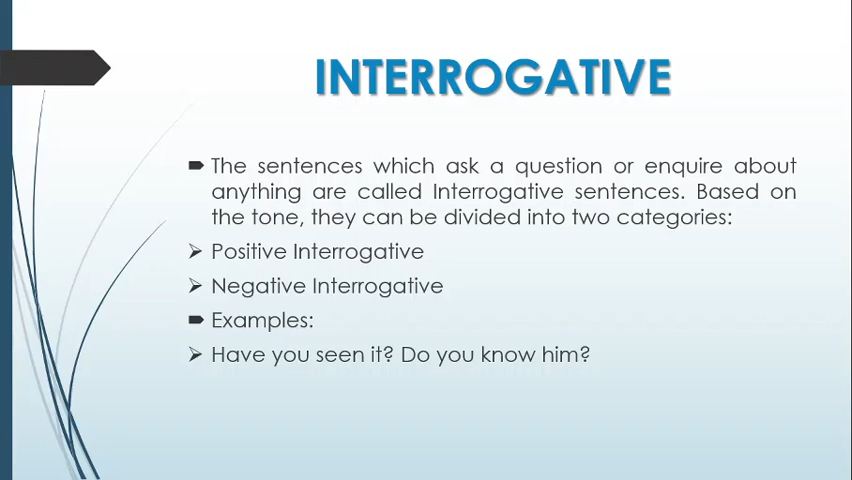 INTERROGATIVE
The sentences which ask a question or enquire about
anything are called Interrogative sentences. Based on
the tone, they can be divided into two categories:
Positive Interrogative
Negative Interrogative
Examples:
Have you seen it? Do you know him?